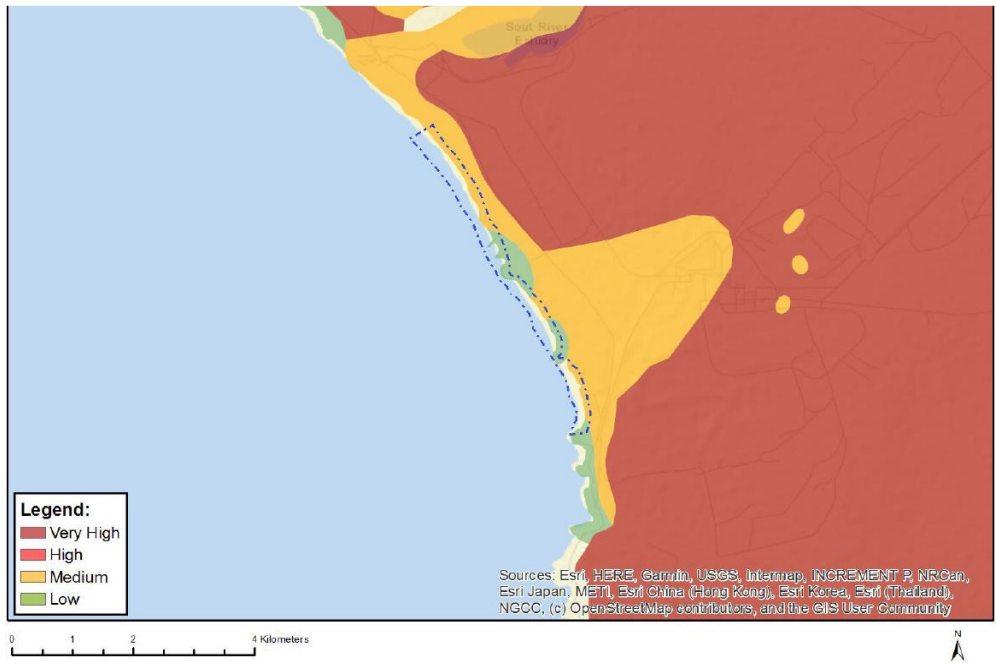 Sout River
Estuary
Legend:
Very High
High
Medium
Low
Sources: Esri, HERE, Garmin, USGS, Intermap, INCREMENT P, NRCan,
Esri Japan, METI, Esri China (Hong Kong), Esri Korea, Esri (Thailand),
NGCC, (c) OpenStreetMap contributors, and the GIS User Community
0 1 2 4 Kilometers
N